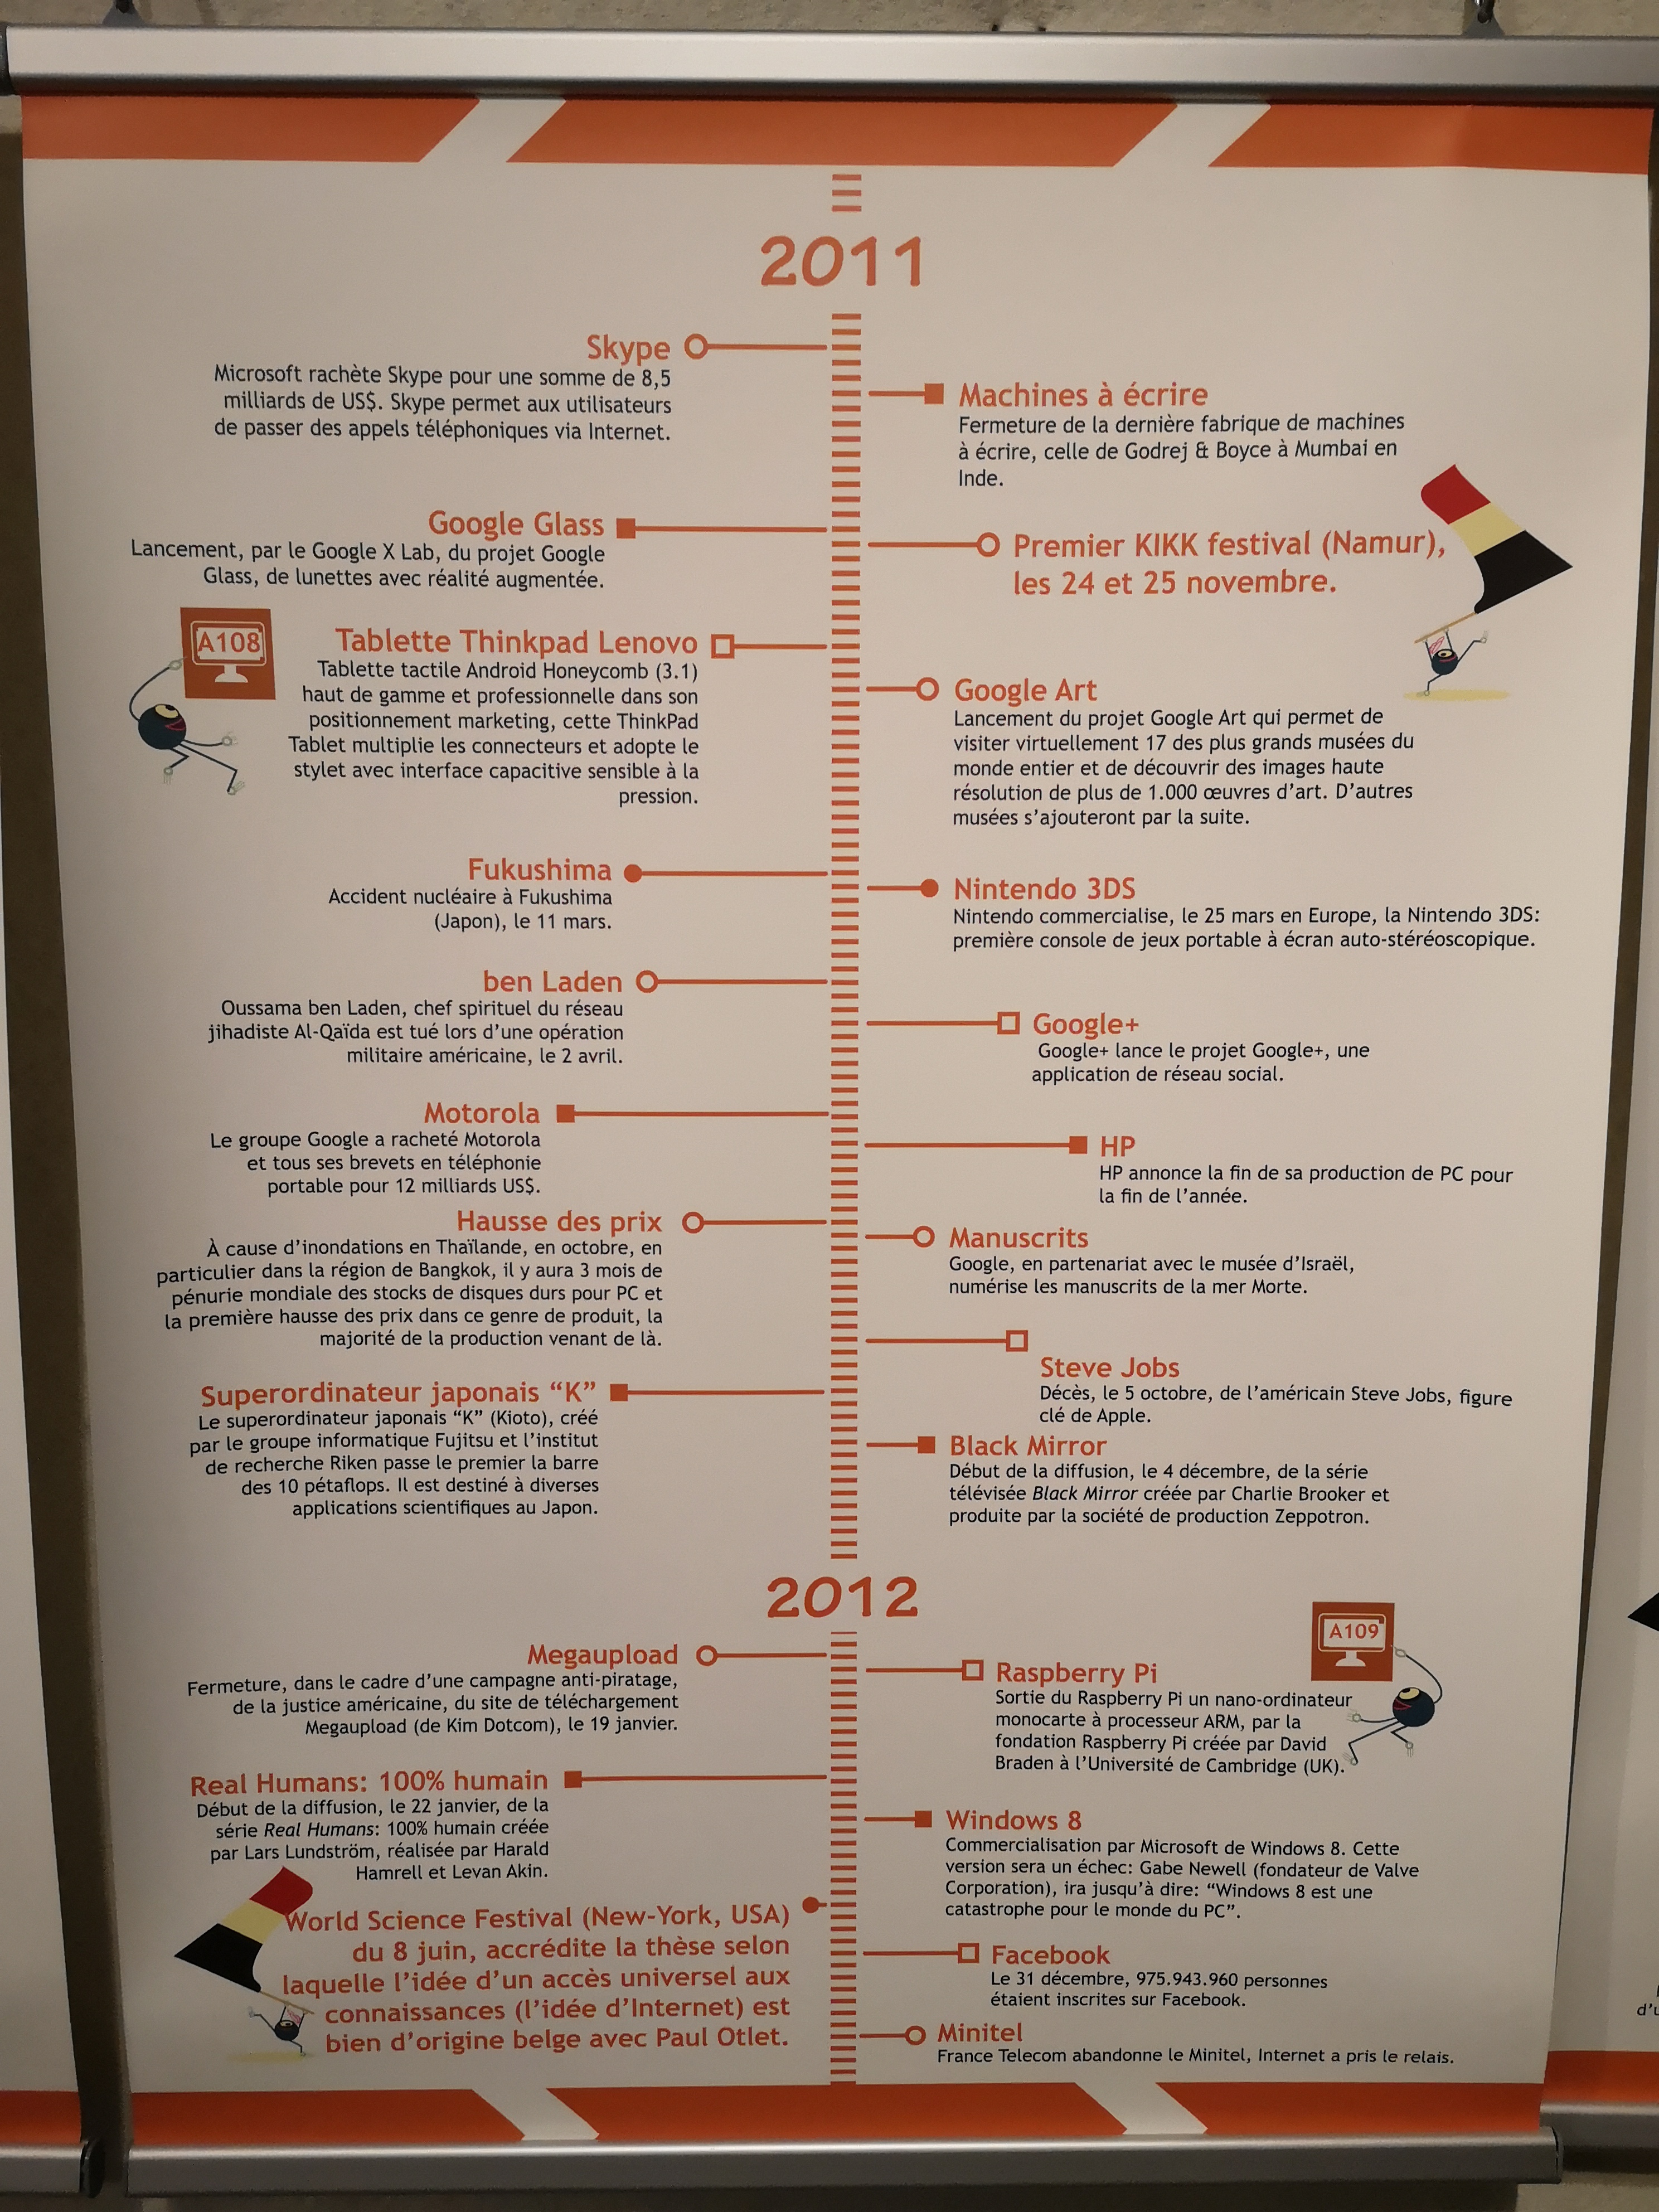 2011
Skype
Microsoft rachète Skype pour une somme de 8,5
milliards de US$. Skype permet aux utilisateurs
de passer des appels téléphoniques via Internet.
Machines à écrire
Fermeture de la dernière fabrique de machines
à écrire, celle de Godrej & Boyce à Mumbai en
Inde.
Google Glass
Lancement, par le Google X Lab, du projet Google
Glass, de lunettes avec réalité augmentée.
Premier KIKK festival (Namur),
les 24 et 25 novembre.
A108
Tablette Thinkpad Lenovo
Tablette tactile Android Honeycomb (3.1)
haut de gamme et professionnelle dans son
positionnement marketing, cette ThinkPad
Tablet multiplie les connecteurs et adopte le
stylet avec interface capacitive sensible à la
pression.
Google Art
Lancement du projet Google Art qui permet de
visiter virtuellement 17 des plus grands musées du
monde entier et de découvrir des images haute
résolution de plus de 1.000 œuvres d'art. D'autres
musées s'ajouteront par la suite.
Fukushima
Accident nucléaire à Fukushima
(Japon), le 11 mars.
Nintendo 3DS
Nintendo commercialise, le 25 mars en Europe, la Nintendo 3DS:
première console de jeux portable à écran auto-stéréoscopique.
ben Laden
Oussama ben Laden, chef spirituel du réseau
jihadiste Al-Qaïda est tué lors d'une opération
militaire américaine, le 2 avril.
Google+
Google+ lance le projet Google+, une
application de réseau social.
Motorola
Le groupe Google a racheté Motorola
et tous ses brevets en téléphonie
portable pour 12 milliards US$.
HP
HP annonce la fin de sa production de PC pour
la fin de l'année.
Hausse des prix
À cause d'inondations en Thaïlande, en octobre, en
particulier dans la région de Bangkok, il y aura 3 mois de
pénurie mondiale des stocks de disques durs pour PC et
la première hausse des prix dans ce genre de produit, la
majorité de la production venant de là.
Manuscrits
Google, en partenariat avec le musée d'Israël,
numérise les manuscrits de la mer Morte.
Steve Jobs
Décès, le 5 octobre, de l'américain Steve Jobs, figure
clé de Apple.
Superordinateur japonais “K”
Le superordinateur japonais “K” (Kioto), créé
par le groupe informatique Fujitsu et l'institut
de recherche Riken passe le premier la barre
des 10 pétaflops. Il est destiné à diverses
applications scientifiques au Japon.
Black Mirror
Début de la diffusion, le 4 décembre, de la série
télévisée Black Mirror créée par Charlie Brooker et
produite par la société de production Zeppotron.
2012
Megaupload
Fermeture, dans le cadre d'une campagne anti-piratage,
de la justice américaine, du site de téléchargement
Megaupload (de Kim Dotcom), le 19 janvier.
A109
Raspberry Pi
Sortie du Raspberry Pi un nano-ordinateur
monocarte à processeur ARM, par la
fondation Raspberry Pi créée par David
Braden à l'Université de Cambridge (UK).
Real Humans: 100% humain
Début de la diffusion, le 22 janvier, de la
série Real Humans: 100% humain créée
par Lars Lundström, réalisée par Harald
Hamrell et Levan Akin.
Windows 8
Commercialisation par Microsoft de Windows 8. Cette
version sera un échec: Gabe Newell (fondateur de Valve
Corporation), ira jusqu'à dire: “Windows 8 est une
catastrophe pour le monde du PC”.
World Science Festival (New-York, USA)
du 8 juin, accrédite la thèse selon
laquelle l'idée d'un accès universel aux
connaissances (l'idée d'Internet) est
bien d'origine belge avec Paul Otlet.
Facebook
Le 31 décembre, 975.943.960 personnes
étaient inscrites sur Facebook.
Minitel
France Telecom abandonne le Minitel, Internet a pris le relais.